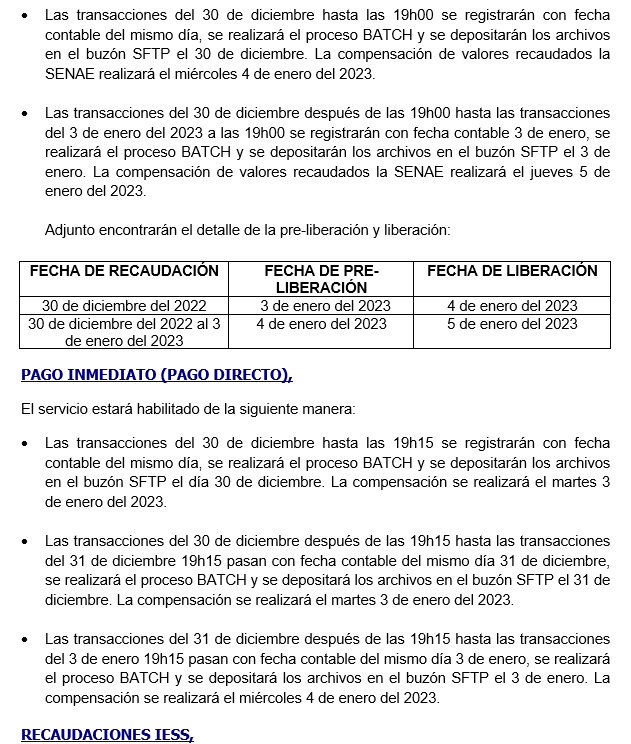 • Las transacciones del 30 de diciembre hasta las 19h00 se registrarán con fecha
contable del mismo día, se realizará el proceso BATCH y se depositarán los archivos
en el buzón SFTP el 30 de diciembre. La compensación de valores recaudados la
SENAE realizará el miércoles 4 de enero del 2023.
• Las transacciones del 30 de diciembre después de las 19h00 hasta las transacciones
del 3 de enero del 2023 a las 19h00 se registrarán con fecha contable 3 de enero, se
realizará el proceso BATCH y se depositarán los archivos en el buzón SFTP el 3 de
enero. La compensación de valores recaudados la SENAE realizará el jueves 5 de
enero del 2023.
Adjunto encontrarán el detalle de la pre-liberación y liberación:
FECHA DE RECAUDACIÓN FECHA DE PRE- FECHA DE LIBERACIÓN
LIBERACIÓN
30 de diciembre del 2022 3 de enero del 2023 4 de enero del 2023
30 de diciembre del 2022 al 3 4 de enero del 2023 5 de enero del 2023
de enero del 2023
PAGO INMEDIATO (PAGO DIRECTO),
El servicio estará habilitado de la siguiente manera:
• Las transacciones del 30 de diciembre hasta las 19h15 se registrarán con fecha
contable del mismo día, se realizará el proceso BATCH y se depositarán los archivos
en el buzón SFTP el día 30 de diciembre. La compensación se realizará el martes 3
de enero del 2023.
• Las transacciones del 30 de diciembre después de las 19h15 hasta las transacciones
del 31 de diciembre 19h15 pasan con fecha contable del mismo día 31 de diciembre,
se realizará el proceso BATCH y se depositará los archivos en el buzón SFTP el 31 de
diciembre. La compensación se realizará el martes 3 de enero del 2023.
• Las transacciones del 31 de diciembre después de las 19h15 hasta las transacciones
del 3 de enero 19h15 pasan con fecha contable del mismo día 3 de enero, se realizará
el proceso BATCH y se depositará los archivos en el buzón SFTP el 3 de enero. La
compensación se realizará el miércoles 4 de enero del 2023.
RECAUDACIONES IESS,